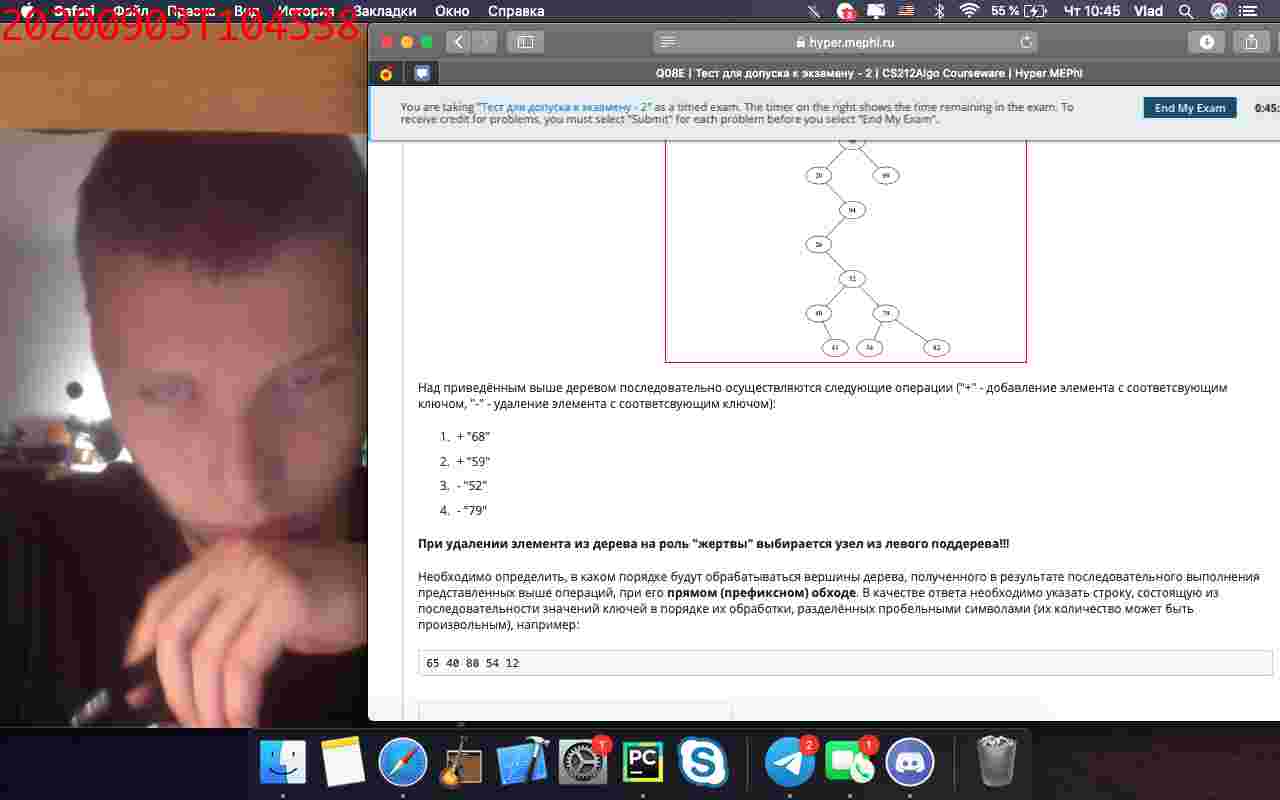 20200903T104538
Safari Файл Правка Вид История Закладки Окно Справка
55 % Чт 10:45 Vlad
hyper.mephi.ru
Q08E | Тест для допуска к экзамену - 2 | CS212Algo Courseware | Hyper.MEPhI
You are taking "Тест для допуска к экзамену - 2" as a timed exam. The timer on the right shows the time remaining in the exam. To
receive credit for problems, you must select "Submit" for each problem before you select "End My Exam".
End My Exam
0:45:
20
94
26
52
40
79
Над приведённым выше деревом последовательно осуществляются следующие операции ("+" - добавление элемента с соответсвующим
ключом, "-" - удаление элемента с соответсвующим ключом):
1. + "68"
2. + "59"
3. - "52"
4. - "79"
При удалении элемента из дерева на роль "жертвы" выбирается узел из левого поддерева!!!
Необходимо определить, в каком порядке будут обрабатываться вершины дерева, полученного в результате последовательного выполнения
представленных выше операций, при его прямом (префиксном) обходе. В качестве ответа необходимо указать строку, состоящую из
последовательности значений ключей в порядке их обработки, разделённых пробельными символами (их количество может быть
произвольным), например:
65 40 80 54 12
PC
2
1